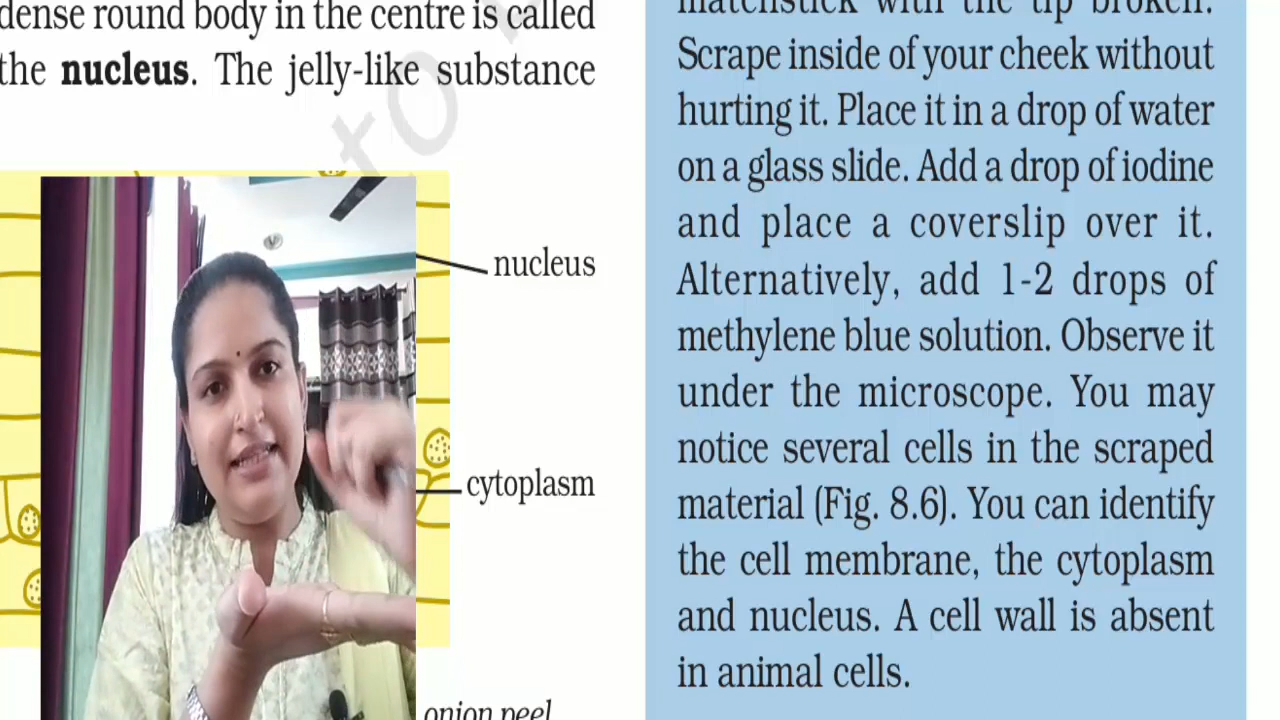 dense round body in the centre is called
the nucleus. The jelly-like substance
to
nucleus
cytoplasm
onion peel
matchstick with the tip broken.
Scrape inside of your cheek without
hurting it. Place it in a drop of water
on a glass slide. Add a drop of iodine
and place a coverslip over it.
Alternatively, add 1-2 drops of
methylene blue solution. Observe it
under the microscope. You may
notice several cells in the scraped
material (Fig. 8.6). You can identify
the cell membrane, the cytoplasm
and nucleus. A cell wall is absent
in animal cells.